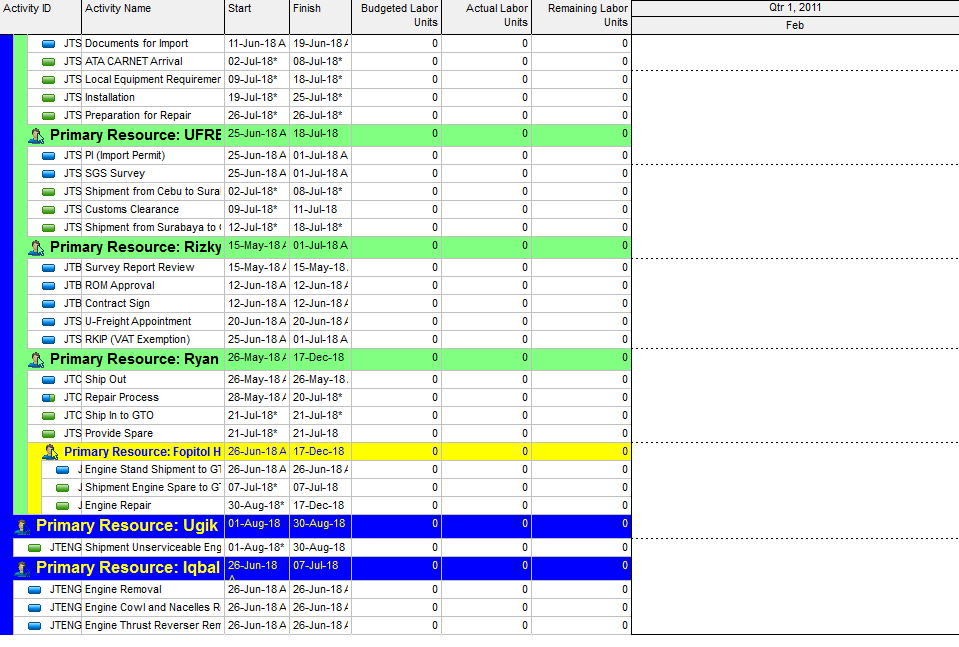 Activity ID Activity Name Start Finish Budgeted Labor Units Actual Labor Units Remaining Labor Units Qtr 1, 2011
Feb
JTS Documents for Import 11-Jun-18 A 19-Jun-18 A 0 0 0
JTS ATA CARNET Arrival 02-Jul-18* 08-Jul-18* 0 0 0
JTS Local Equipment Requiremer 09-Jul-18* 18-Jul-18* 0 0 0
JTS Installation 19-Jul-18* 25-Jul-18* 0 0 0
JTS Preparation for Repair 26-Jul-18* 26-Jul-18* 0 0 0
Primary Resource: UFRE 25-Jun-18 A 18-Jul-18 0 0 0
JTS PI (Import Permit) 25-Jun-18 A 01-Jul-18 A 0 0 0
JTS SGS Survey 25-Jun-18 A 01-Jul-18 A 0 0 0
JTS Shipment from Cebu to Sura 02-Jul-18* 08-Jul-18* 0 0 0
JTS Customs Clearance 09-Jul-18* 11-Jul-18 0 0 0
JTS Shipment from Surabaya to 12-Jul-18* 18-Jul-18* 0 0 0
Primary Resource: Rizky 15-May-18 A 01-Jul-18 A 0 0 0
JTB Survey Report Review 15-May-18 A 15-May-18 0 0 0
JTB ROM Approval 12-Jun-18 A 12-Jun-18 A 0 0 0
JTB Contract Sign 12-Jun-18 A 12-Jun-18 A 0 0 0
JTS U-Freight Appointment 20-Jun-18 A 20-Jun-18 A 0 0 0
JTS RKIP (VAT Exemption) 25-Jun-18 A 01-Jul-18 A 0 0 0
Primary Resource: Ryan 26-May-18 A 17-Dec-18 0 0 0
JTC Ship Out 26-May-18 A 26-May-18 0 0 0
JTC Repair Process 28-May-18 A 20-Jul-18* 0 0 0
JTC Ship In to GTO 21-Jul-18* 21-Jul-18* 0 0 0
JTS Provide Spare 21-Jul-18* 21-Jul-18 0 0 0
Primary Resource: Fopitol H 26-Jun-18 A 17-Dec-18 0 0 0
J Engine Stand Shipment to GT 26-Jun-18 A 26-Jun-18 A 0 0 0
J Shipment Engine Spare to GT 07-Jul-18* 07-Jul-18 0 0 0
J Engine Repair 30-Aug-18* 17-Dec-18 0 0 0
Primary Resource: Ugik 01-Aug-18 30-Aug-18 0 0 0
JTENG Shipment Unserviceable Eng 01-Aug-18* 30-Aug-18 0 0 0
Primary Resource: Iqbal 26-Jun-18 A 07-Jul-18 0 0 0
JTENG Engine Removal 26-Jun-18 A 26-Jun-18 A 0 0 0
JTENG Engine Cowl and Nacelles R 26-Jun-18 A 26-Jun-18 A 0 0 0
JTENG Engine Thrust Reverser Rem 26-Jun-18 A 26-Jun-18 A 0 0 0